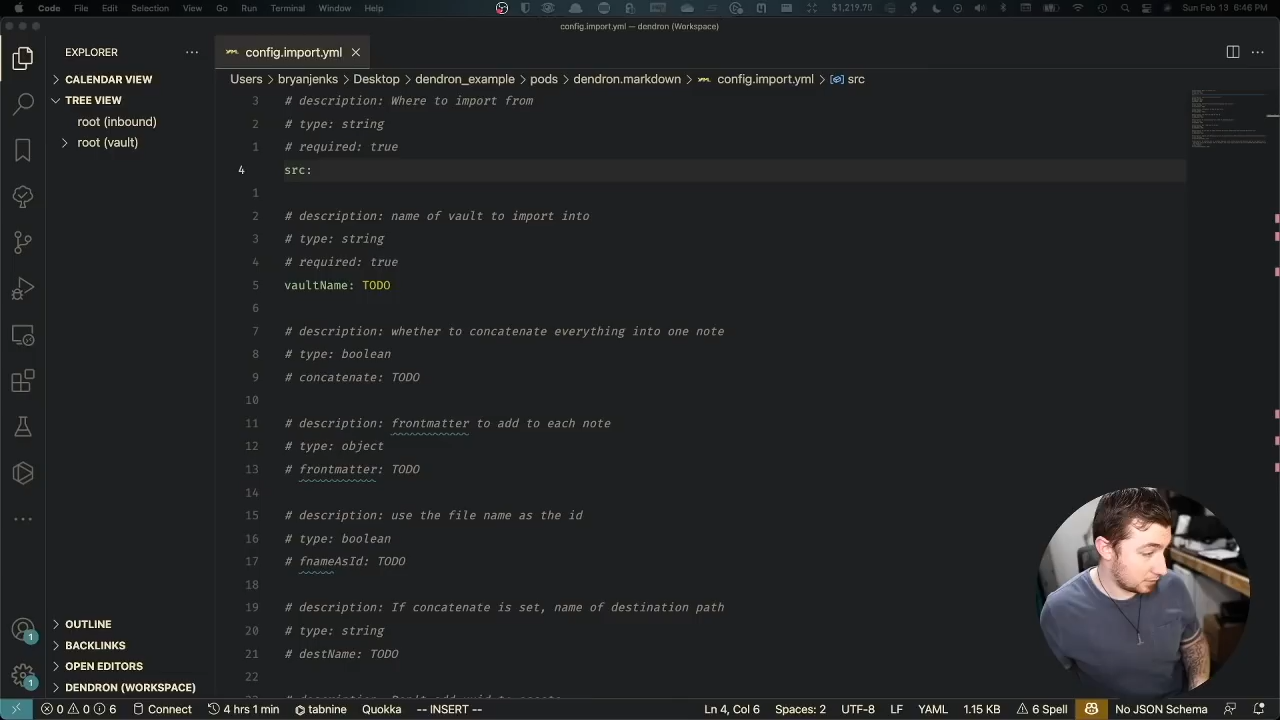 Code File Edit Selection View Go Run Terminal Window Help $1,219.75 Sun Feb 13 6:46 PM
config.import.yml — dendron (Workspace)
EXPLORER
config.import.yml
CALENDAR VIEW
Users bryanjenks Desktop dendron_example pods dendron.markdown config.import.yml src
TREE VIEW
root (inbound)
root (vault)
3 # description: Where to import from
2 # type: string
1 # required: true
4 src:
1
2 # description: name of vault to import into
3 # type: string
4 # required: true
5 vaultName: TODO
6
7 # description: whether to concatenate everything into one note
8 # type: boolean
9 # concatenate: TODO
10
11 # description: frontmatter to add to each note
12 # type: object
13 # frontmatter: TODO
14
15 # description: use the file name as the id
16 # type: boolean
17 # fnameAsId: TODO
18
19 # description: If concatenate is set, name of destination path
20 # type: string
21 # destName: TODO
22
OUTLINE
BACKLINKS
OPEN EDITORS
DENDRON (WORKSPACE)
1
1
0 0 6 Connect 4 hrs 1 min tabnine Quokka -- INSERT -- Ln 4, Col 6 Spaces: 2 UTF-8 LF YAML 1.15 KB 6 Spell No JSON Schema